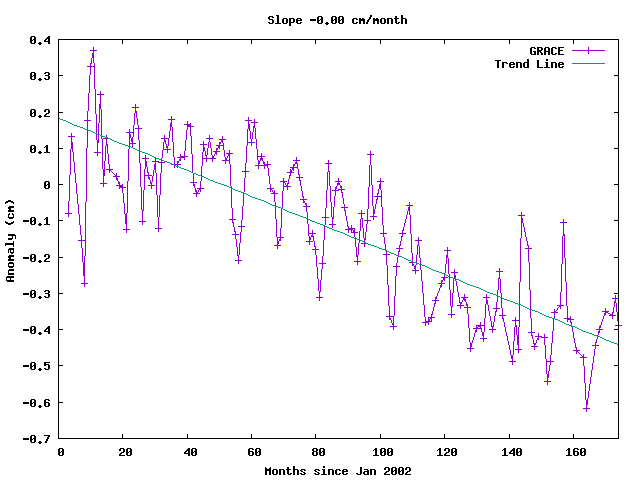 Slope -0.00 cm/month
GRACE
Trend Line
0.4
0.3
0.2
0.1
0
-0.1
-0.2
-0.3
-0.4
-0.5
-0.6
-0.7
Anomaly (cm)
0 20 40 60 80 100 120 140 160
Months since Jan 2002